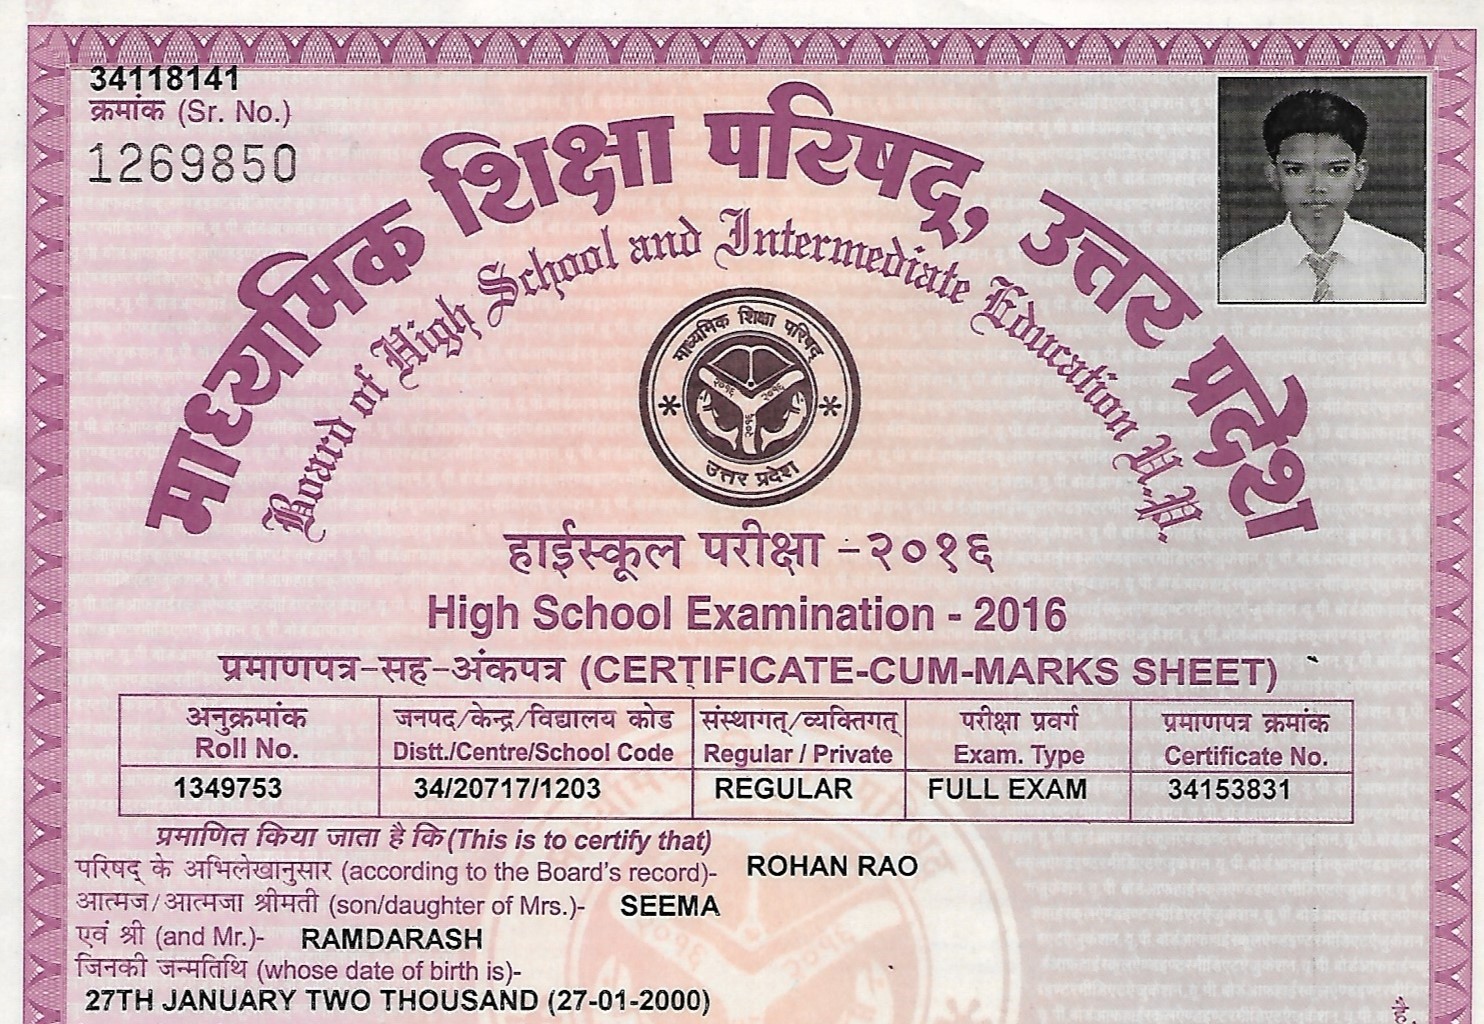 34118141
क्रमांक (Sr. No.)
1269850
माध्यमिक शिक्षा परिषद्, उत्तर प्रदेश
Board of High School and Intermediate Education U.P.
माध्यमिक शिक्षा परिषद्
२०१६ २०१६
२०१६
उत्तर प्रदेश
हाईस्कूल परीक्षा -२०१६
High School Examination - 2016
प्रमाणपत्र-सह-अंकपत्र (CERTIFICATE-CUM-MARKS SHEET)
अनुक्रमांक जनपद/केन्द्र/विद्यालय कोड संस्थागत्/व्यक्तिगत् परीक्षा प्रवर्ग प्रमाणपत्र क्रमांक
Roll No. Distt./Centre/School Code Regular / Private Exam. Type Certificate No.
1349753 34/20717/1203 REGULAR FULL EXAM 34153831
प्रमाणित किया जाता है कि (This is to certify that)
परिषद् के अभिलेखानुसार (according to the Board's record)- ROHAN RAO
आत्मज/आत्मजा श्रीमती (son/daughter of Mrs.)- SEEMA
एवं श्री (and Mr.)- RAMDARASH
जिनकी जन्मतिथि (whose date of birth is)-
27TH JANUARY TWO THOUSAND (27-01-2000)
है,